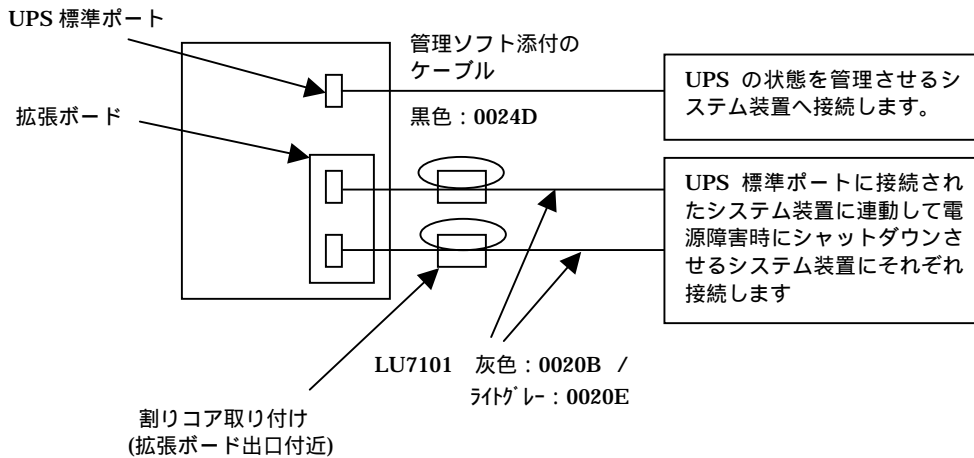 UPS 標準ポート
拡張ボード
管理ソフト添付の
ケーブル
黒色：0024D
UPS の状態を管理させるシ
ステム装置へ接続します。
UPS 標準ポートに接続され
たシステム装置に連動して電
源障害時にシャットダウンさ
せるシステム装置にそれぞれ
接続します
LU7101 灰色：0020B /
ﾗｲﾄｸﾞﾚｰ：0020E
割りコア取り付け
(拡張ボード出口付近)